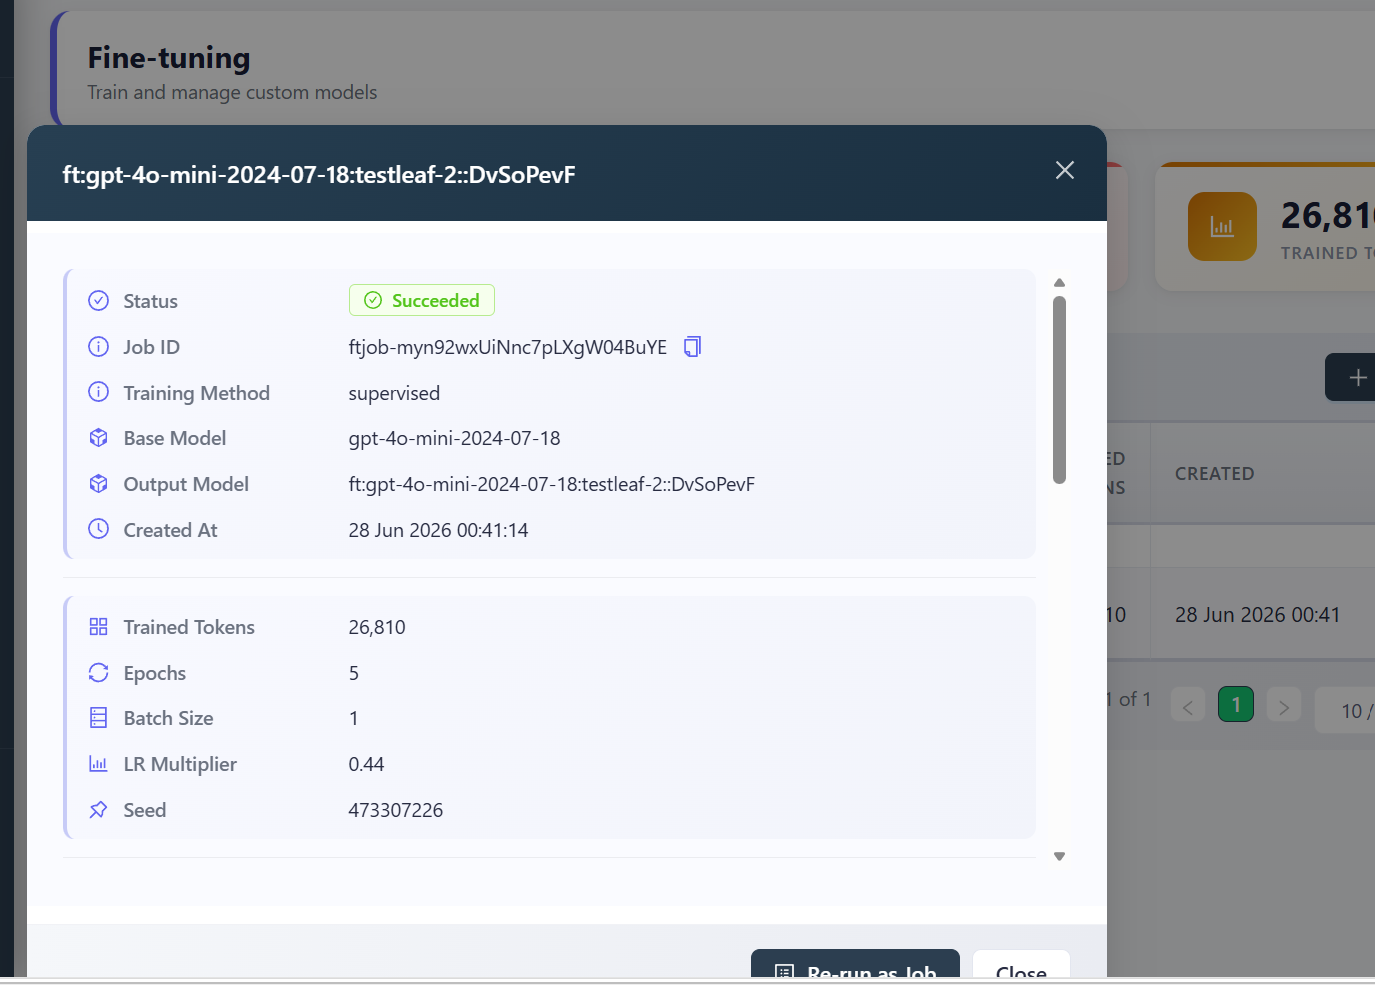 Fine-tuning
Train and manage custom models
ft:gpt-4o-mini-2024-07-18:testleaf-2::DvSoPevF
26,810
TRAINED
Status Succeeded
Job ID ftjob-myn92wxUiNnc7pLXgW04BuYE
Training Method supervised
Base Model gpt-4o-mini-2024-07-18
Output Model ft:gpt-4o-mini-2024-07-18:testleaf-2::DvSoPevF
Created At 28 Jun 2026 00:41:14
CREATED
Trained Tokens 26,810
Epochs 5
Batch Size 1
LR Multiplier 0.44
Seed 473307226
10 28 Jun 2026 00:41
1 of 1 < 1 > 10 /
Re-run as Job Close